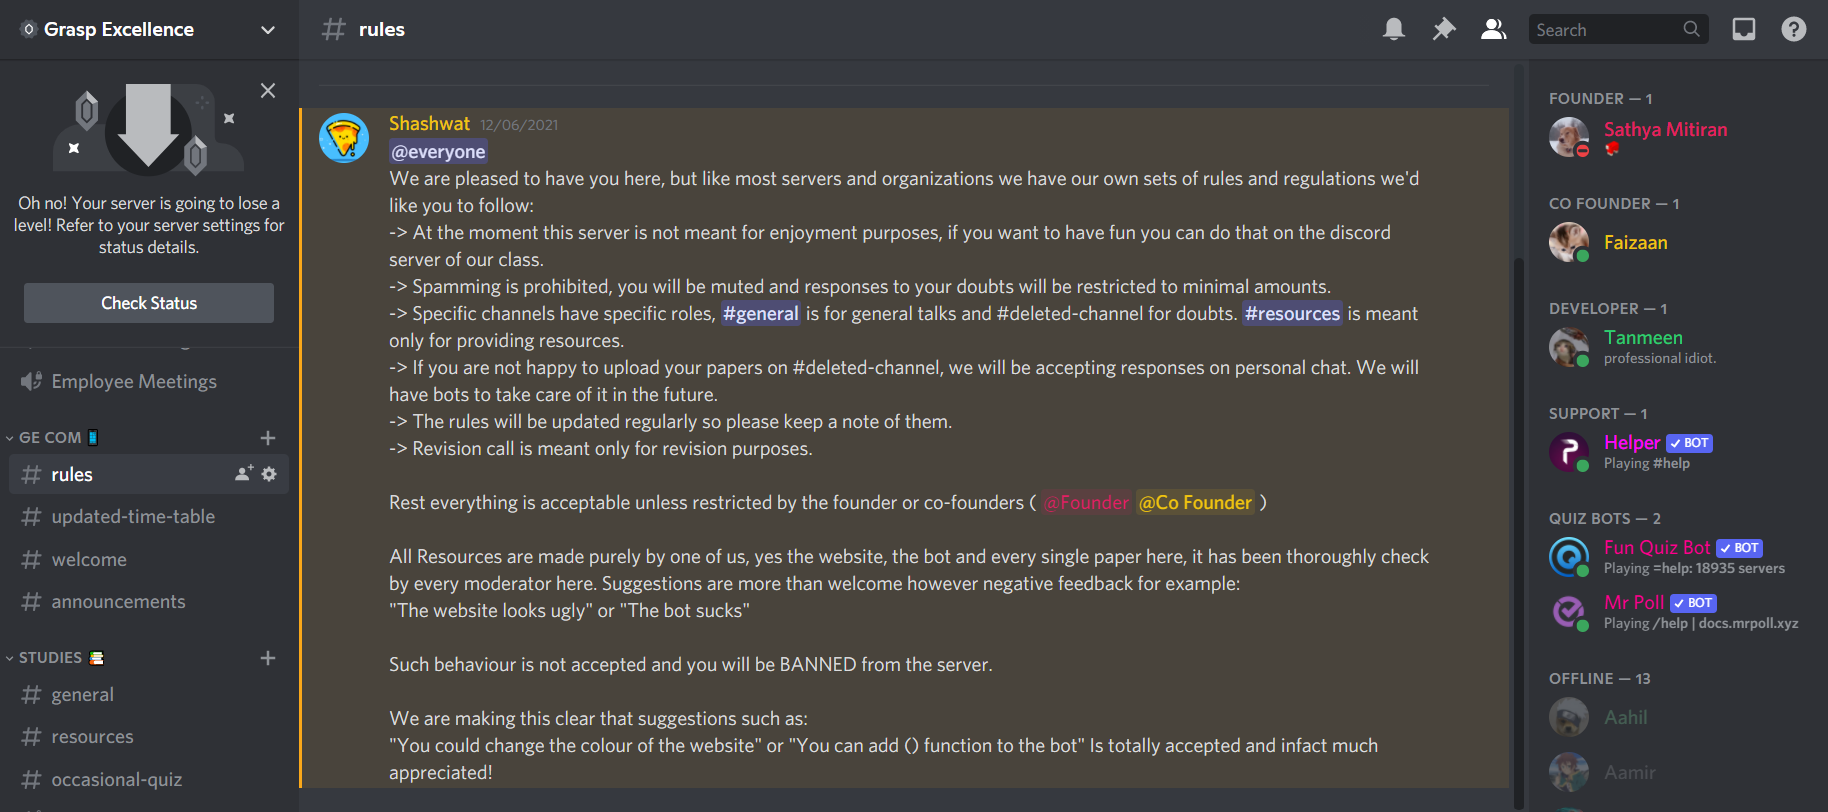 Grasp Excellence
Oh no! Your server is going to lose a
level! Refer to your server settings for
status details.
Check Status
Employee Meetings
GE COM
rules
updated-time-table
welcome
announcements
STUDIES
general
resources
occasional-quiz
# rules
Search
Shashwat 12/06/2021
@everyone
We are pleased to have you here, but like most servers and organizations we have our own sets of rules and regulations we'd
like you to follow:
-> At the moment this server is not meant for enjoyment purposes, if you want to have fun you can do that on the discord
server of our class.
-> Spamming is prohibited, you will be muted and responses to your doubts will be restricted to minimal amounts.
-> Specific channels have specific roles, #general is for general talks and #deleted-channel for doubts. #resources is meant
only for providing resources.
-> If you are not happy to upload your papers on #deleted-channel, we will be accepting responses on personal chat. We will
have bots to take care of it in the future.
-> The rules will be updated regularly so please keep a note of them.
-> Revision call is meant only for revision purposes.
Rest everything is acceptable unless restricted by the founder or co-founders ( @Founder @Co Founder )
All Resources are made purely by one of us, yes the website, the bot and every single paper here, it has been thoroughly check
by every moderator here. Suggestions are more than welcome however negative feedback for example:
"The website looks ugly" or "The bot sucks"
Such behaviour is not accepted and you will be BANNED from the server.
We are making this clear that suggestions such as:
"You could change the colour of the website" or "You can add () function to the bot" Is totally accepted and infact much
appreciated!
FOUNDER — 1
Sathya Mitiran
CO FOUNDER — 1
Faizaan
DEVELOPER — 1
Tanmeen
professional idiot.
SUPPORT — 1
Helper ✓ BOT
Playing #help
QUIZ BOTS — 2
Fun Quiz Bot ✓ BOT
Playing =help: 18935 servers
Mr Poll ✓ BOT
Playing /help | docs.mrpoll.xyz
OFFLINE — 13
Aahil
Aamir